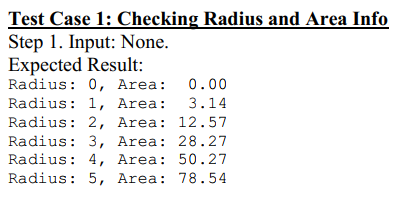 Test Case 1: Checking Radius and Area Info
Step 1. Input: None.
Expected Result:
Radius: 0, Area:  0.00
Radius: 1, Area:  3.14
Radius: 2, Area: 12.57
Radius: 3, Area: 28.27
Radius: 4, Area: 50.27
Radius: 5, Area: 78.54